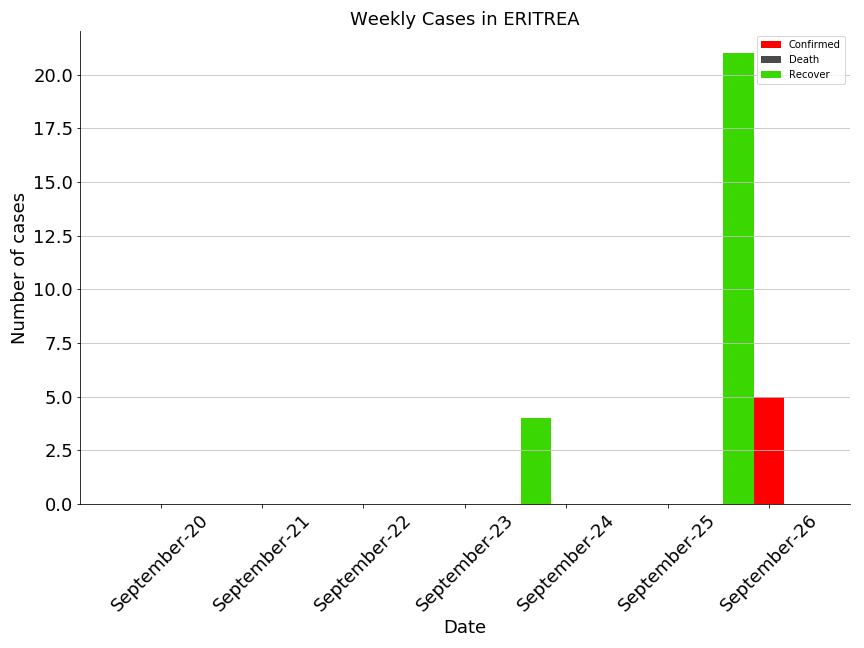 Weekly Cases in ERITREA
Confirmed
Death
Recover
Number of cases
20.0
17.5
15.0
12.5
10.0
7.5
5.0
2.5
0.0
September-20
September-21
September-22
September-23
September-24
September-25
September-26
Date